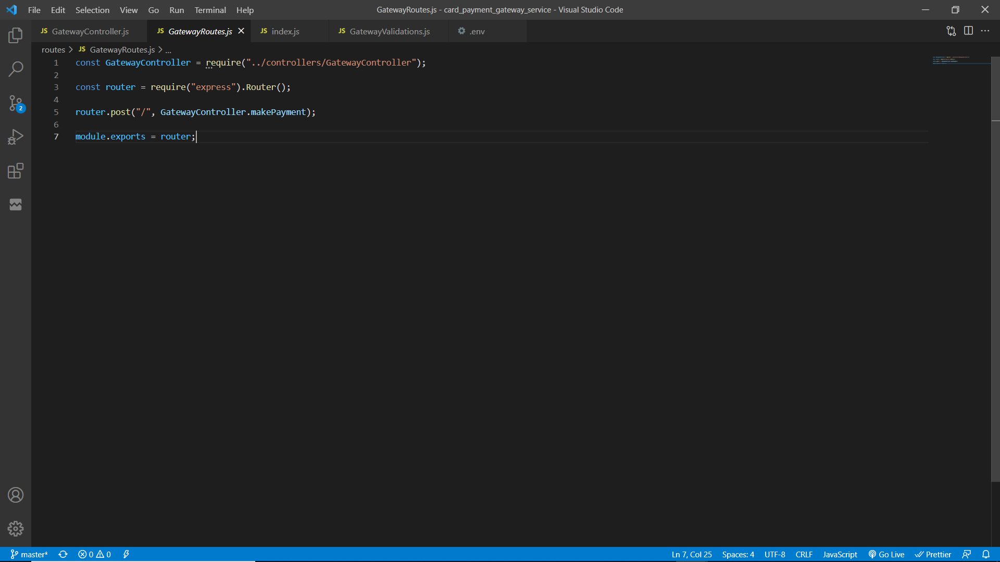 File Edit Selection View Go Run Terminal Help
GatewayRoutes.js - card_payment_gateway_service - Visual Studio Code
JS GatewayController.js
JS GatewayRoutes.js
JS index.js
JS GatewayValidations.js
.env
routes > JS GatewayRoutes.js > ...
1 const GatewayController = require("../controllers/GatewayController");
2
3 const router = require("express").Router();
4
5 router.post("/", GatewayController.makePayment);
6
7 module.exports = router;
2
master* 0 0
Ln 7, Col 25 Spaces: 4 UTF-8 CRLF JavaScript Go Live Prettier